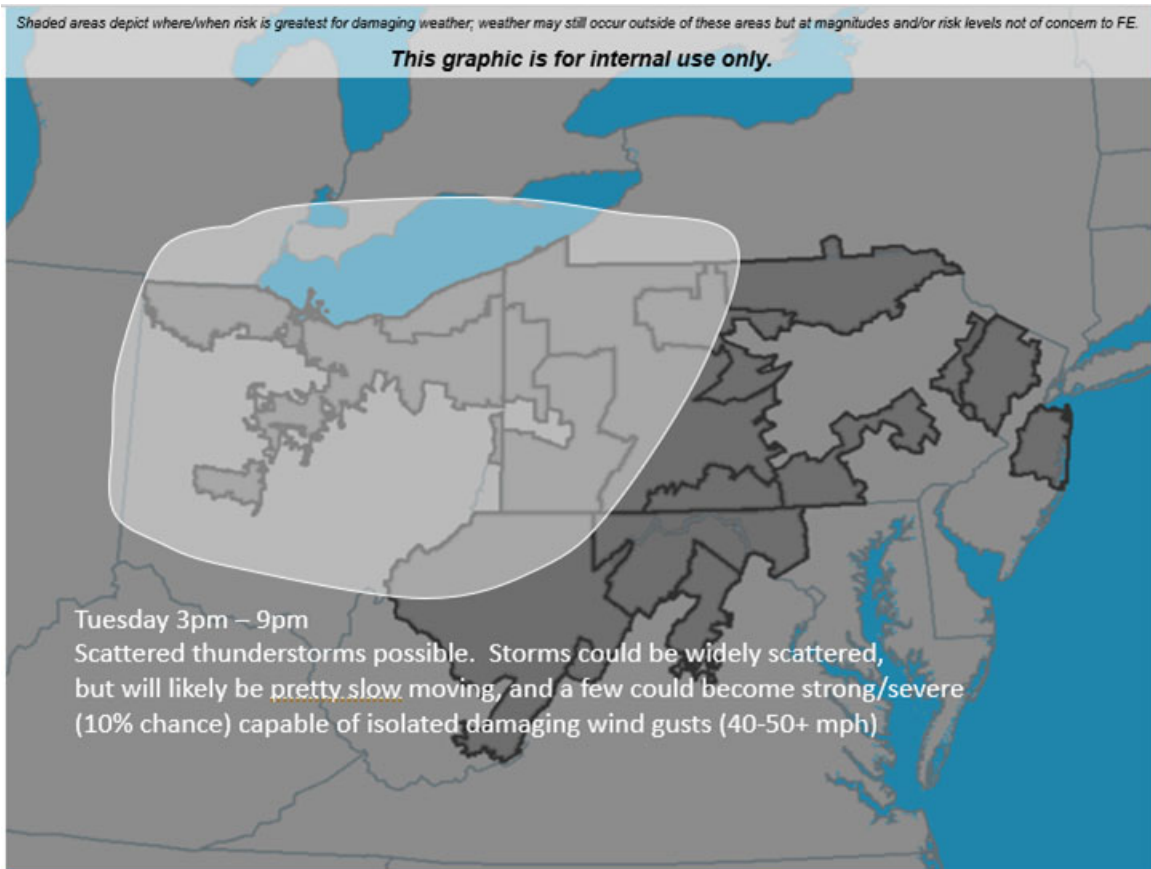 Shaded areas depict where/when risk is greatest for damaging weather; weather may still occur outside of these areas but at magnitudes and/or risk levels not of concern to FE.
This graphic is for internal use only.
Tuesday 3pm – 9pm
Scattered thunderstorms possible.  Storms could be widely scattered,
but will likely be pretty slow moving, and a few could become strong/severe
(10% chance) capable of isolated damaging wind gusts (40-50+ mph)